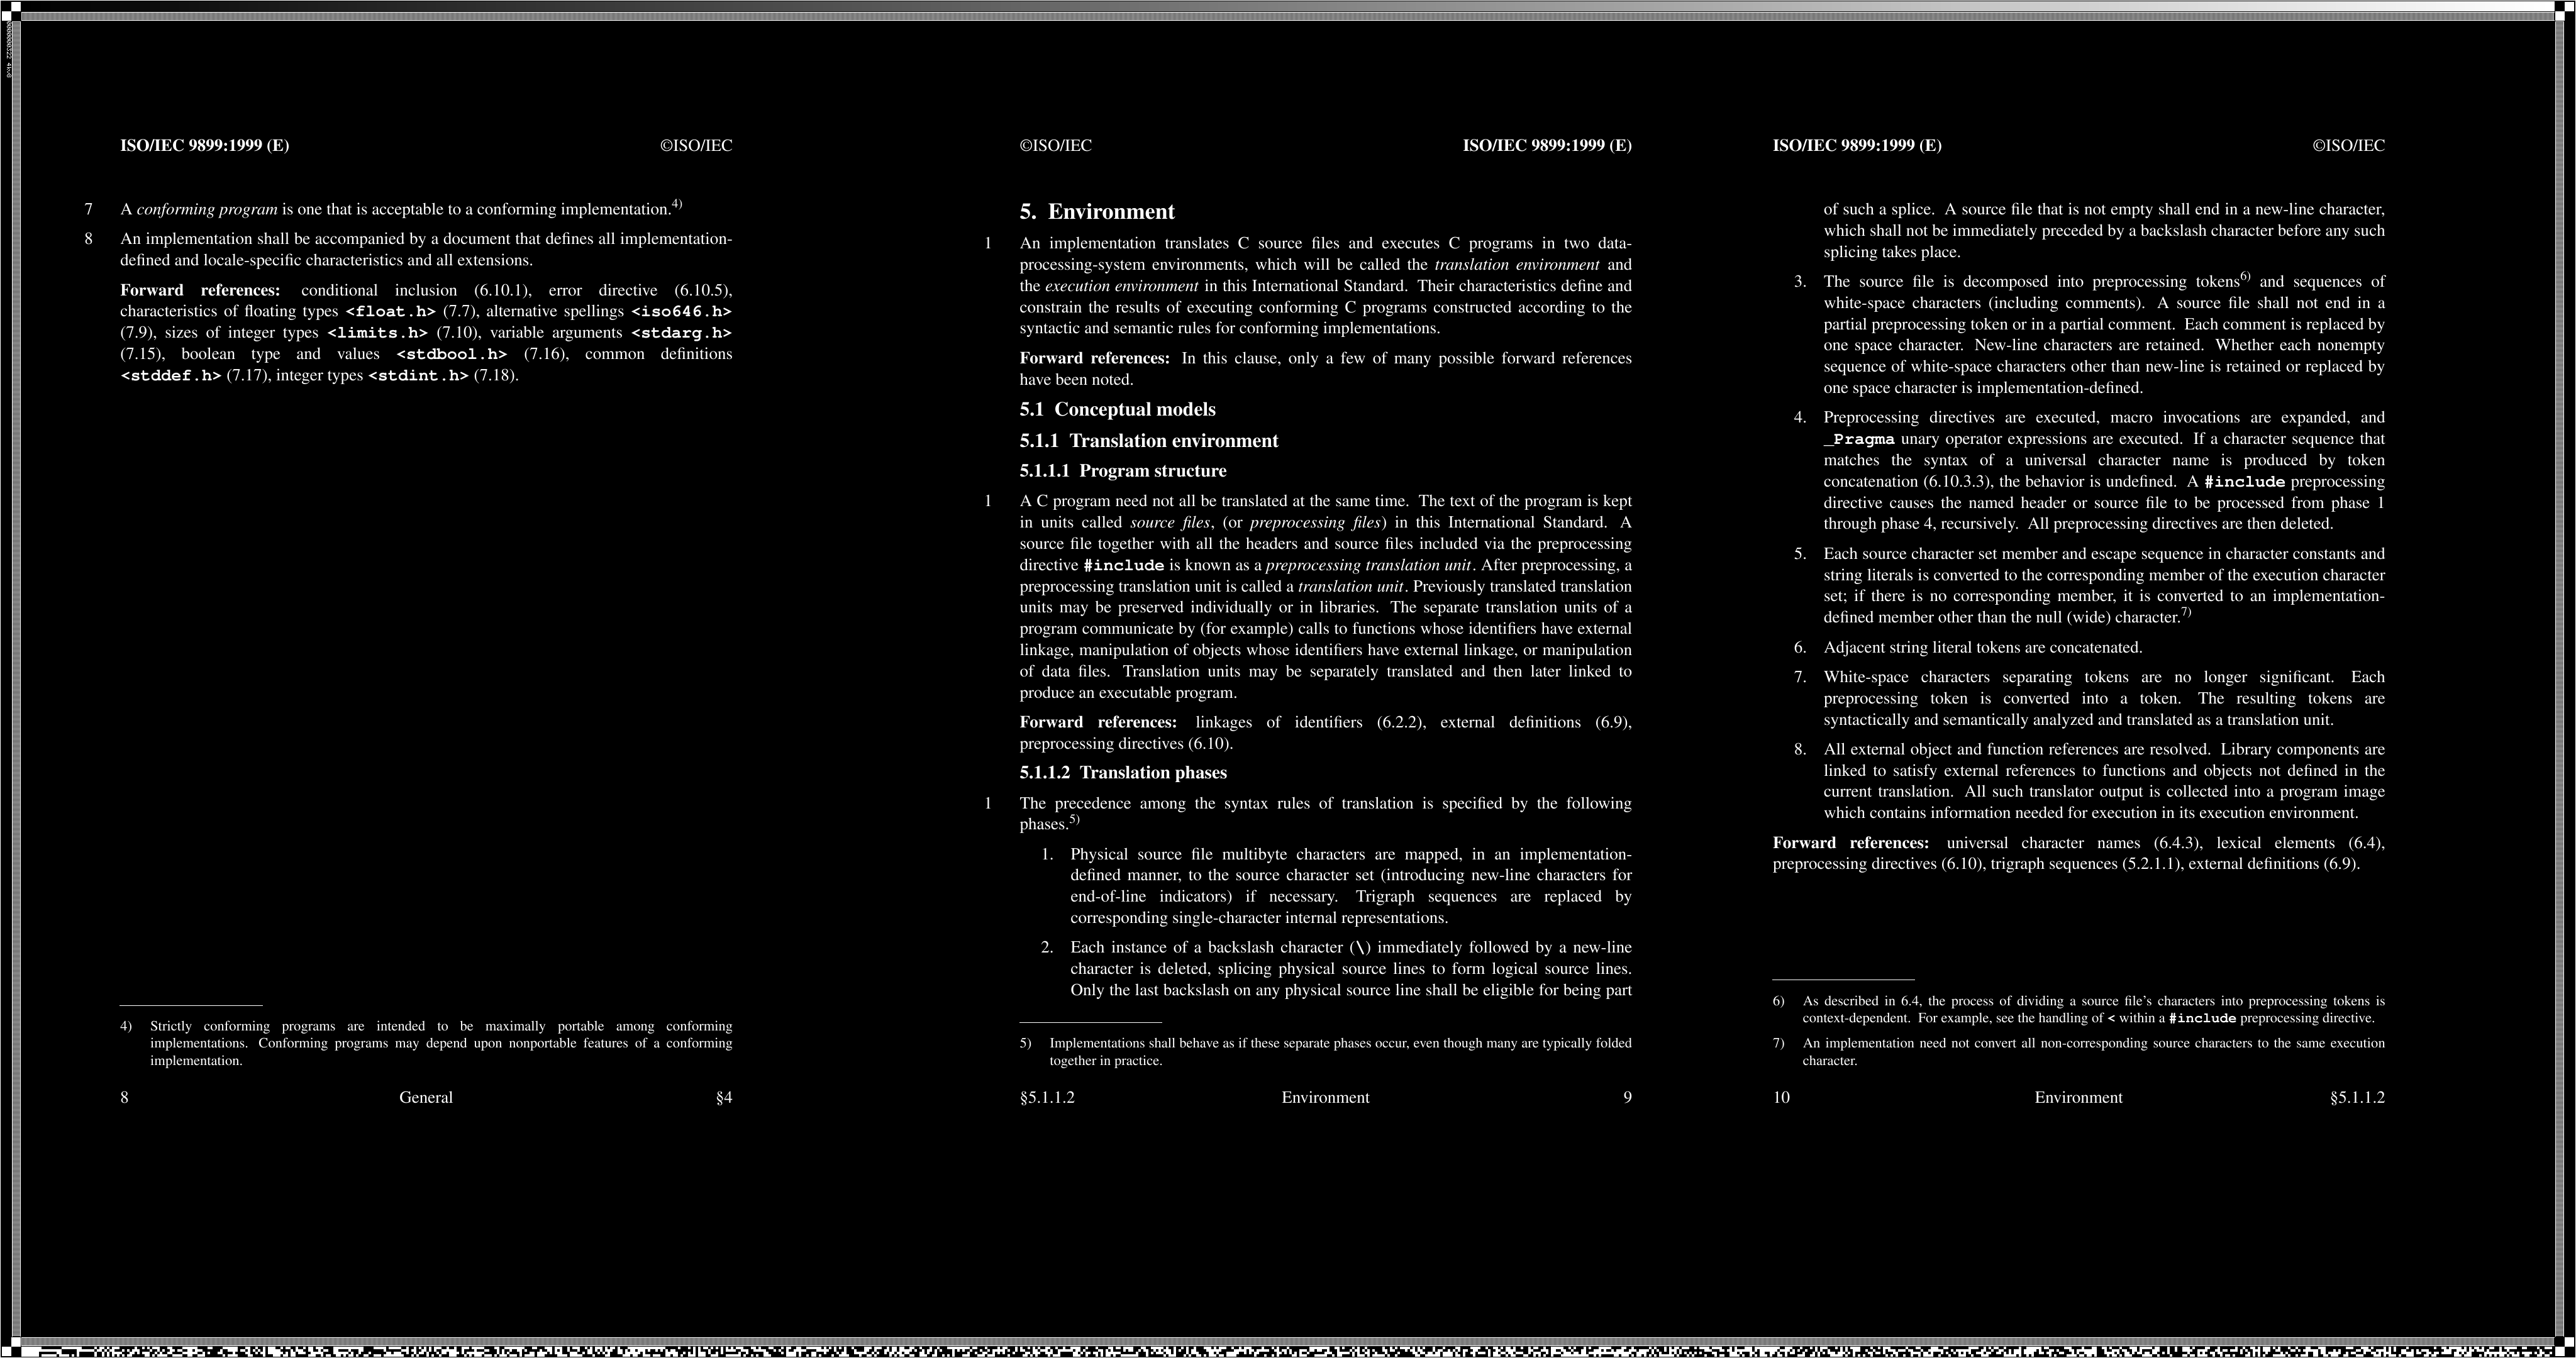 ISO/IEC 9899:1999 (E) ©ISO/IEC
7 A conforming program is one that is acceptable to a conforming implementation.4)
8 An implementation shall be accompanied by a document that defines all implementation-
defined and locale-specific characteristics and all extensions.
Forward references: conditional inclusion (6.10.1), error directive (6.10.5),
characteristics of floating types <float.h> (7.7), alternative spellings <iso646.h>
(7.9), sizes of integer types <limits.h> (7.10), variable arguments <stdarg.h>
(7.15), boolean type and values <stdbool.h> (7.16), common definitions
<stddef.h> (7.17), integer types <stdint.h> (7.18).
4) Strictly conforming programs are intended to be maximally portable among conforming
implementations. Conforming programs may depend upon nonportable features of a conforming
implementation.
8 General §4
©ISO/IEC ISO/IEC 9899:1999 (E)
5. Environment
1 An implementation translates C source files and executes C programs in two data-
processing-system environments, which will be called the translation environment and
the execution environment in this International Standard. Their characteristics define and
constrain the results of executing conforming C programs constructed according to the
syntactic and semantic rules for conforming implementations.
Forward references: In this clause, only a few of many possible forward references
have been noted.
5.1 Conceptual models
5.1.1 Translation environment
5.1.1.1 Program structure
1 A C program need not all be translated at the same time. The text of the program is kept
in units called source files, (or preprocessing files) in this International Standard. A
source file together with all the headers and source files included via the preprocessing
directive #include is known as a preprocessing translation unit. After preprocessing, a
preprocessing translation unit is called a translation unit. Previously translated translation
units may be preserved individually or in libraries. The separate translation units of a
program communicate by (for example) calls to functions whose identifiers have external
linkage, manipulation of objects whose identifiers have external linkage, or manipulation
of data files. Translation units may be separately translated and then later linked to
produce an executable program.
Forward references: linkages of identifiers (6.2.2), external definitions (6.9),
preprocessing directives (6.10).
5.1.1.2 Translation phases
1 The precedence among the syntax rules of translation is specified by the following
phases.5)
1. Physical source file multibyte characters are mapped, in an implementation-
defined manner, to the source character set (introducing new-line characters for
end-of-line indicators) if necessary. Trigraph sequences are replaced by
corresponding single-character internal representations.
2. Each instance of a backslash character (\) immediately followed by a new-line
character is deleted, splicing physical source lines to form logical source lines.
Only the last backslash on any physical source line shall be eligible for being part
5) Implementations shall behave as if these separate phases occur, even though many are typically folded
together in practice.
§5.1.1.2 Environment 9
ISO/IEC 9899:1999 (E) ©ISO/IEC
of such a splice. A source file that is not empty shall end in a new-line character,
which shall not be immediately preceded by a backslash character before any such
splicing takes place.
3. The source file is decomposed into preprocessing tokens6) and sequences of
white-space characters (including comments). A source file shall not end in a
partial preprocessing token or in a partial comment. Each comment is replaced by
one space character. New-line characters are retained. Whether each nonempty
sequence of white-space characters other than new-line is retained or replaced by
one space character is implementation-defined.
4. Preprocessing directives are executed, macro invocations are expanded, and
_Pragma unary operator expressions are executed. If a character sequence that
matches the syntax of a universal character name is produced by token
concatenation (6.10.3.3), the behavior is undefined. A #include preprocessing
directive causes the named header or source file to be processed from phase 1
through phase 4, recursively. All preprocessing directives are then deleted.
5. Each source character set member and escape sequence in character constants and
string literals is converted to the corresponding member of the execution character
set; if there is no corresponding member, it is converted to an implementation-
defined member other than the null (wide) character.7)
6. Adjacent string literal tokens are concatenated.
7. White-space characters separating tokens are no longer significant. Each
preprocessing token is converted into a token. The resulting tokens are
syntactically and semantically analyzed and translated as a translation unit.
8. All external object and function references are resolved. Library components are
linked to satisfy external references to functions and objects not defined in the
current translation. All such translator output is collected into a program image
which contains information needed for execution in its execution environment.
Forward references: universal character names (6.4.3), lexical elements (6.4),
preprocessing directives (6.10), trigraph sequences (5.2.1.1), external definitions (6.9).
6) As described in 6.4, the process of dividing a source file's characters into preprocessing tokens is
context-dependent. For example, see the handling of < within a #include preprocessing directive.
7) An implementation need not convert all non-corresponding source characters to the same execution
character.
10 Environment §5.1.1.2